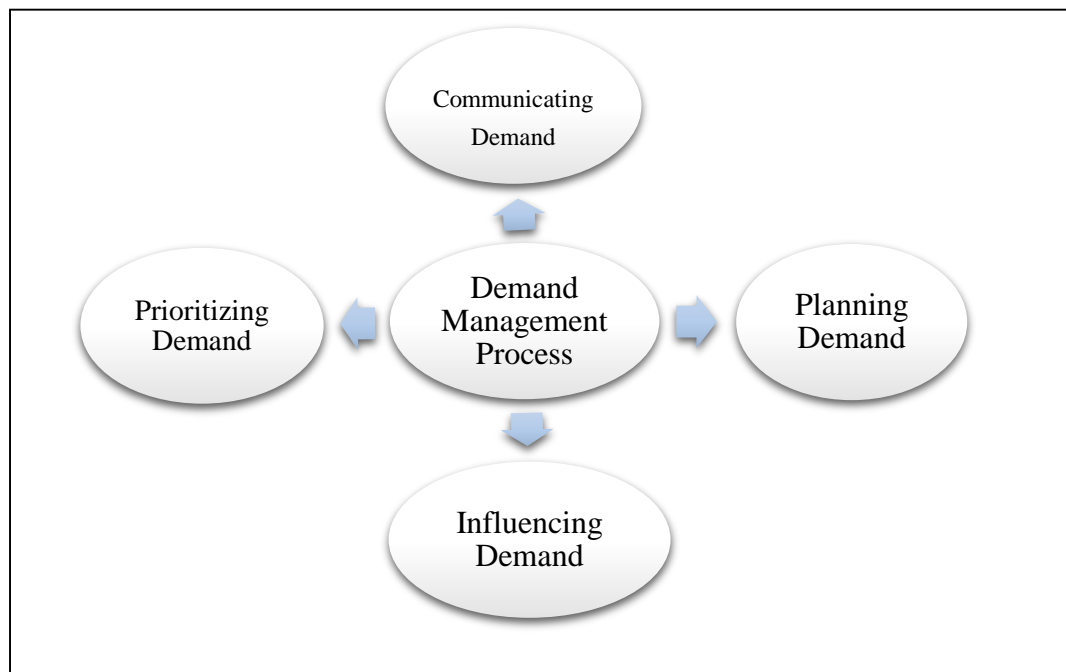 Communicating
Demand
Prioritizing
Demand
Demand
Management
Process
Planning
Demand
Influencing
Demand